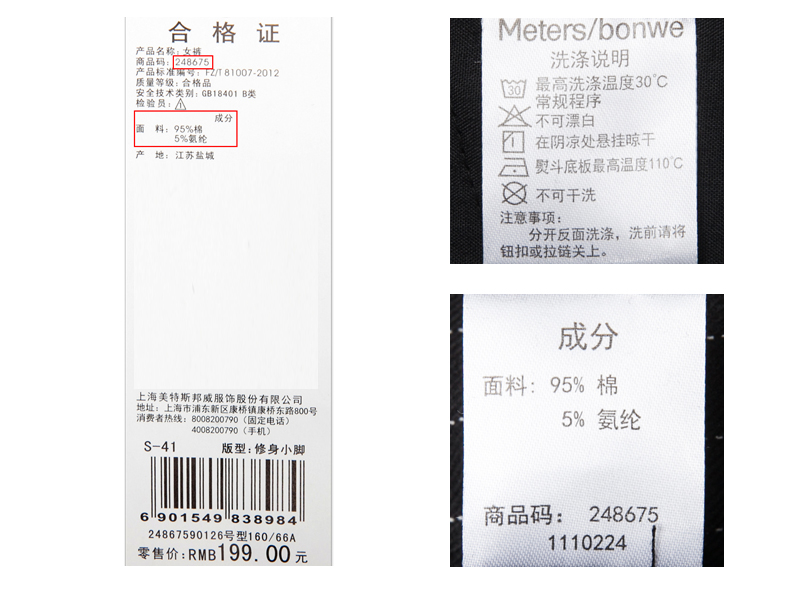 合格证
产品名称:女裤
商品码:248675
产品标准编号:FZ/T81007-2012
质量等级:合格品
安全技术类别:GB18401 B类
检验员:
1
成分
面 料:95%棉
5%氨纶
产 地:江苏盐城
上海美特斯邦威服饰股份有限公司
地址:上海市浦东新区康桥镇康桥东路800号
消费者热线:8008200790(固定电话)
4008200790(手机)
S-41 版型:修身小脚
6901549838984
24867590126号型160/66A
零售价:RMB199.00元
Meters/bonwe
洗涤说明
30 最高洗涤温度30℃
常规程序
不可漂白
在阴凉处悬挂晾干
熨斗底板最高温度110℃
不可干洗
注意事项:
分开反面洗涤,洗前请将
钮扣或拉链关上。
成分
面料:95% 棉
5% 氨纶
商品码: 248675
1110224